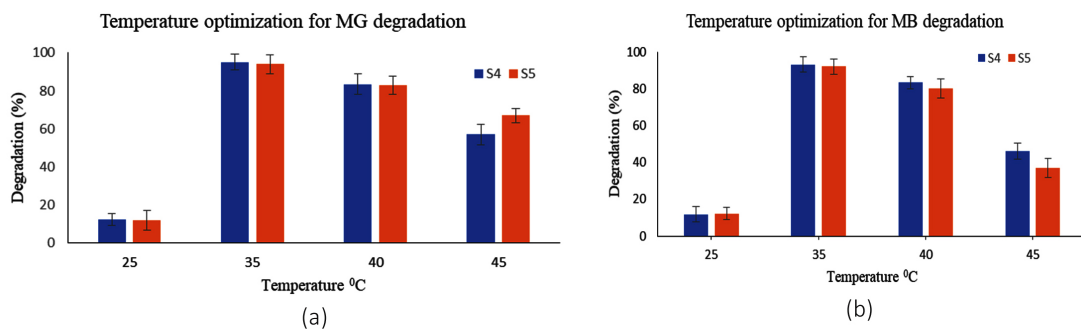 Temperature optimization for MG degradation
100
80
60
40
20
0
Degradation (%)
S4 S5
25 35 40 45
Temperature ⁰C
(a)
Temperature optimization for MB degradation
100
80
60
40
20
0
Degradation (%)
S4 S5
25 35 40 45
Temperature ⁰C
(b)